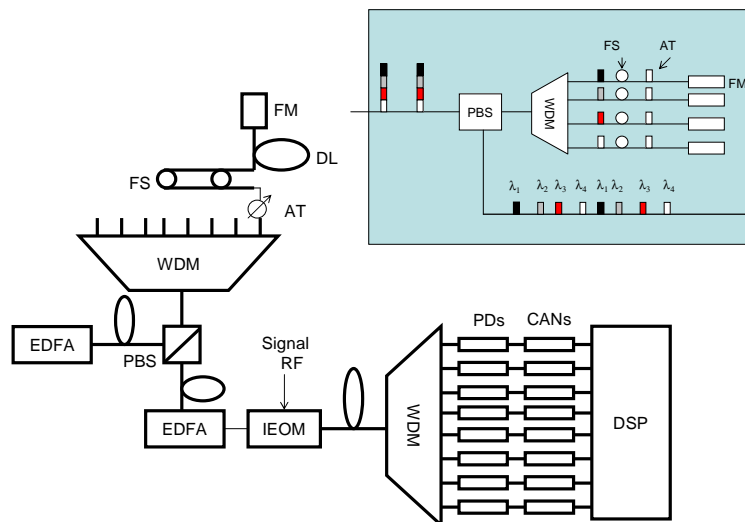 FS
AT
FM
PBS
WDM
λ1 λ2 λ3 λ4 λ1 λ2 λ3 λ4
FM
DL
FS
AT
WDM
EDFA
PBS
Signal
RF
EDFA
IEOM
WDM
PDs
CANs
DSP